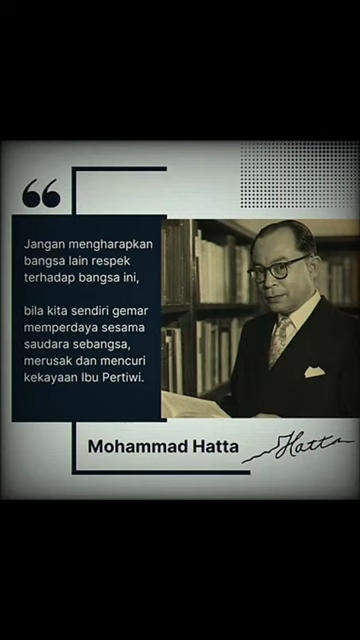 Jangan mengharapkan
bangsa lain respek
terhadap bangsa ini,
bila kita sendiri gemar
memperdaya sesama
saudara sebangsa,
merusak dan mencuri
kekayaan Ibu Pertiwi.
Mohammad Hatta
Hatta